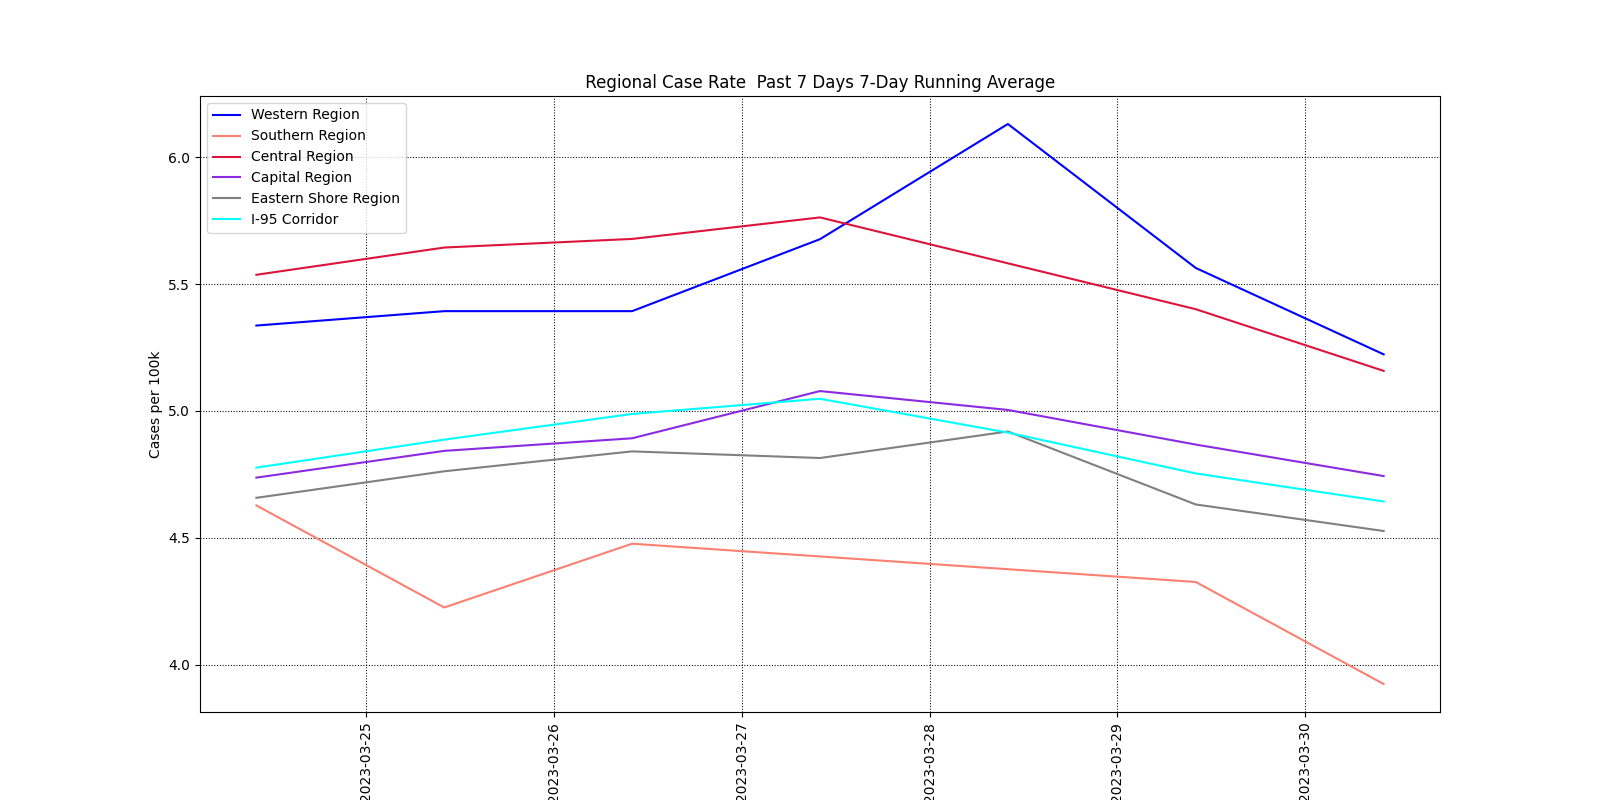 Regional Case Rate  Past 7 Days 7-Day Running Average
Western Region
Southern Region
Central Region
Capital Region
Eastern Shore Region
I-95 Corridor
Cases per 100k
6.0
5.5
5.0
4.5
4.0
2023-03-25
2023-03-26
2023-03-27
2023-03-28
2023-03-29
2023-03-30